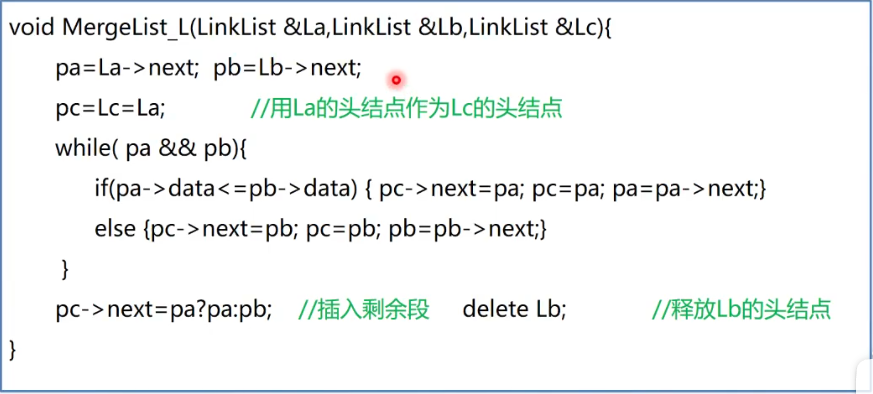 void MergeList_L(LinkList &La,LinkList &Lb,LinkList &Lc){
pa=La->next; pb=Lb->next;
pc=Lc=La; //用La的头结点作为Lc的头结点
while( pa && pb){
if(pa->data<=pb->data) { pc->next=pa; pc=pa; pa=pa->next;}
else {pc->next=pb; pc=pb; pb=pb->next;}
}
pc->next=pa?pa:pb; //插入剩余段 delete Lb; //释放Lb的头结点
}